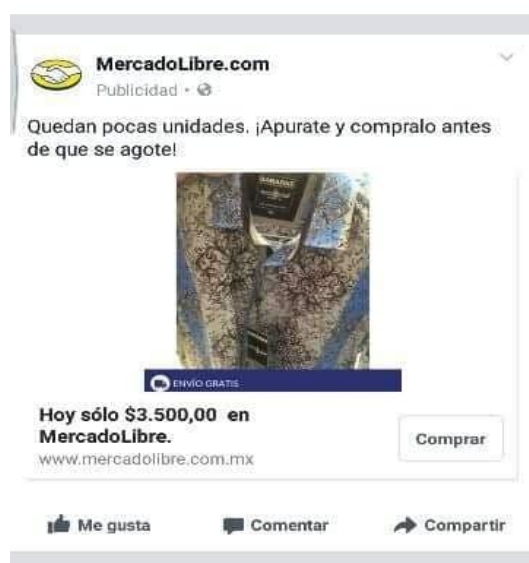 MercadoLibre.com
Publicidad
Quedan pocas unidades. ¡Apurate y compralo antes
de que se agote!
ENVÍO GRATIS
Hoy sólo $3.500,00 en
MercadoLibre.
www.mercadolibre.com.mx
Comprar
Me gusta
Comentar
Compartir